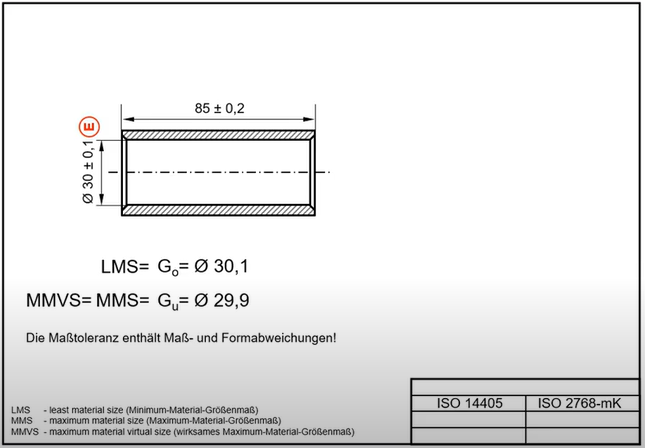 85 ± 0,2
Ø 30 ± 0,1 Ⓔ
LMS= Go= Ø 30,1
MMVS= MMS= Gu= Ø 29,9
Die Maßtoleranz enthält Maß- und Formabweichungen!
ISO 14405 ISO 2768-mK
LMS - least material size (Minimum-Material-Größenmaß)
MMS - maximum material size (Maximum-Material-Größenmaß)
MMVS - maximum material virtual size (wirksames Maximum-Material-Größenmaß)